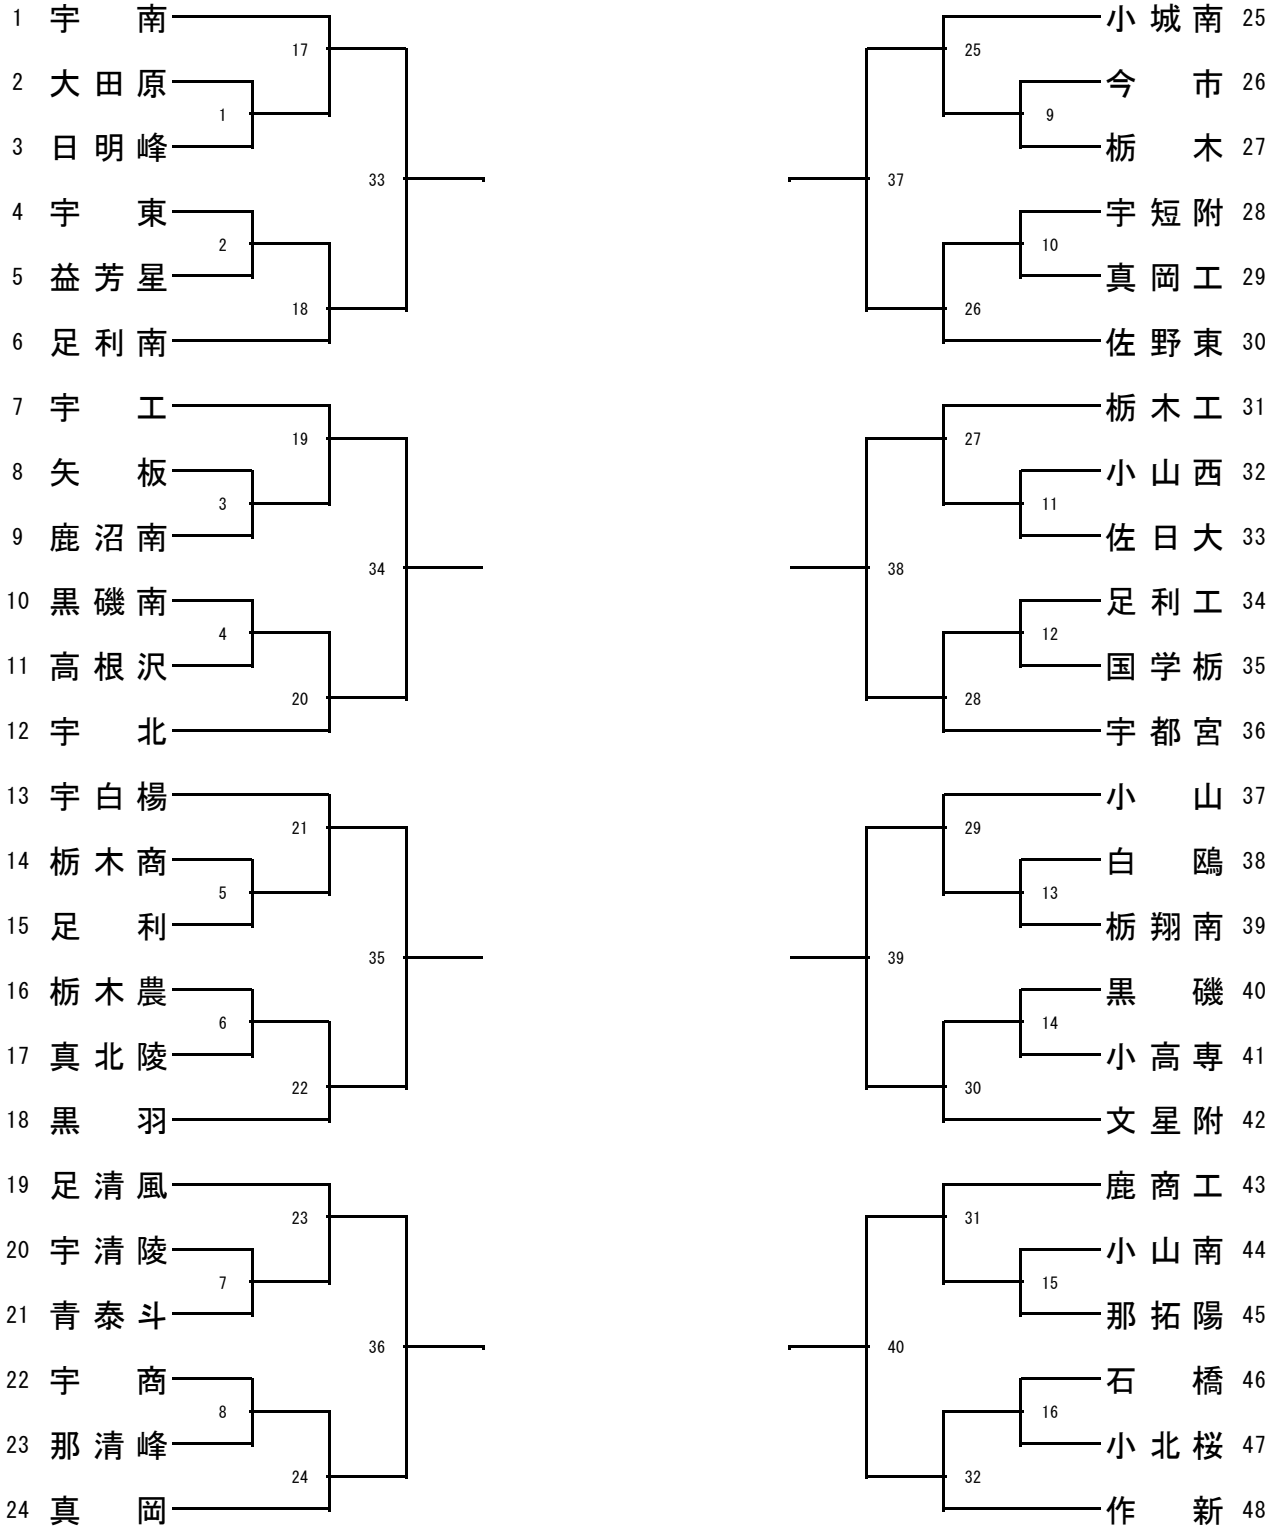 1 宇南
17
2 大田原
1
3 日明峰
33
4 宇東
2
5 益芳星
18
6 足利南
7 宇工
19
8 矢板
3
9 鹿沼南
34
10 黒磯南
4
11 高根沢
20
12 宇北
13 宇白楊
21
14 栃木商
5
15 足利
35
16 栃木農
6
17 真北陵
22
18 黒羽
19 足清風
23
20 宇清陵
7
21 青泰斗
36
22 宇商
8
23 那清峰
24
24 真岡
小城南 25
25
今市 26
9
栃木 27
37
宇短附 28
10
真岡工 29
26
佐野東 30
栃木工 31
27
小山西 32
11
佐日大 33
38
足利工 34
12
国学栃 35
28
宇都宮 36
小山 37
29
白鴎 38
13
栃翔南 39
39
黒磯 40
14
小高専 41
30
文星附 42
鹿商工 43
31
小山南 44
15
那拓陽 45
40
石橋 46
16
小北桜 47
32
作新 48